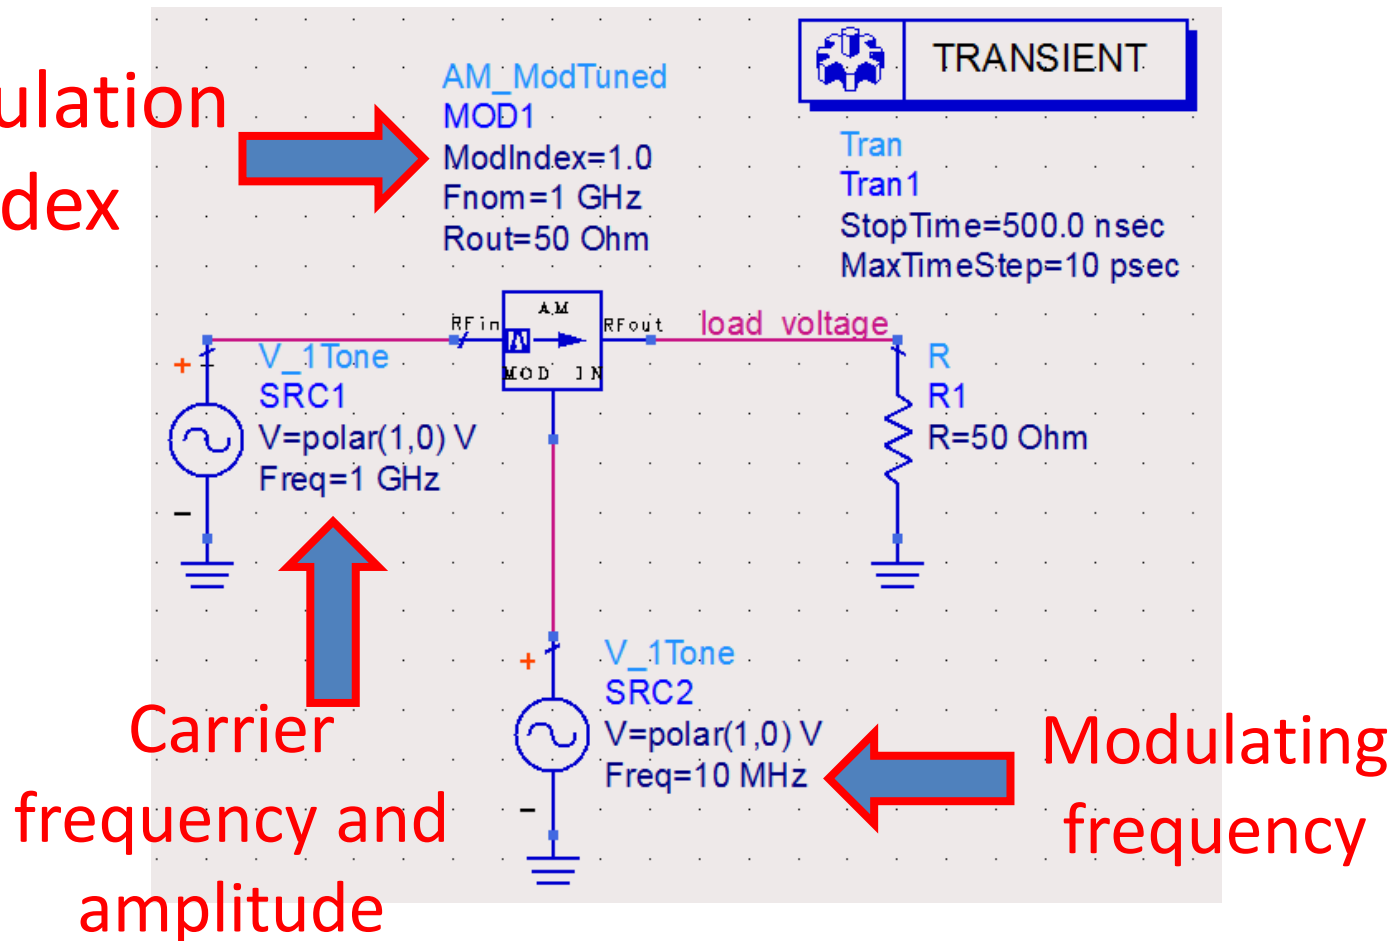 ulation
dex
AM_ModTuned
MOD1
ModIndex=1.0
Fnom=1 GHz
Rout=50 Ohm
TRANSIENT
Tran
Tran1
StopTime=500.0 nsec
MaxTimeStep=10 psec
RFin
AM
MOD IN
RFout
load_voltage
+
V_1Tone
SRC1
V=polar(1,0) V
Freq=1 GHz
-
R
R1
R=50 Ohm
+
V_1Tone
SRC2
V=polar(1,0) V
Freq=10 MHz
-
Carrier
frequency and
amplitude
Modulating
frequency